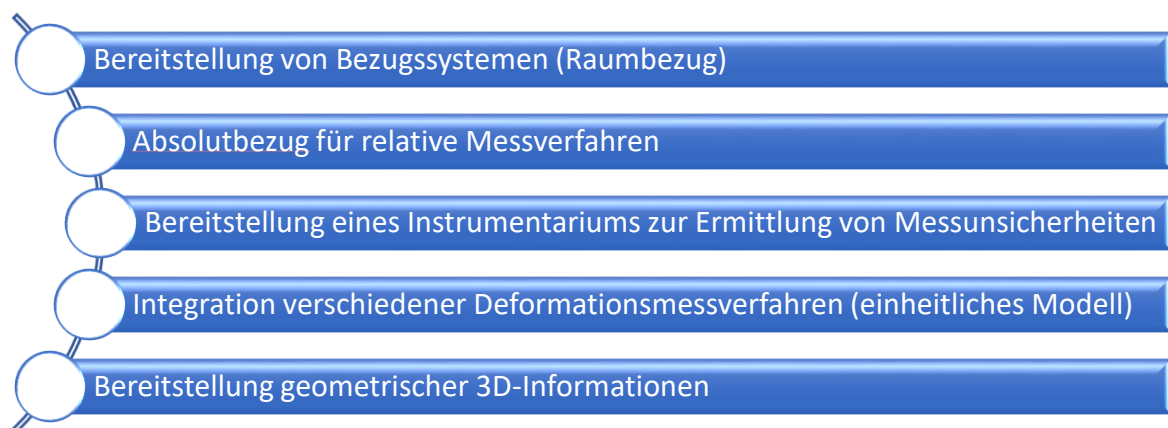 Bereitstellung von Bezugssystemen (Raumbezug)
Absolutbezug für relative Messverfahren
Bereitstellung eines Instrumentariums zur Ermittlung von Messunsicherheiten
Integration verschiedener Deformationsmessverfahren (einheitliches Modell)
Bereitstellung geometrischer 3D-Informationen